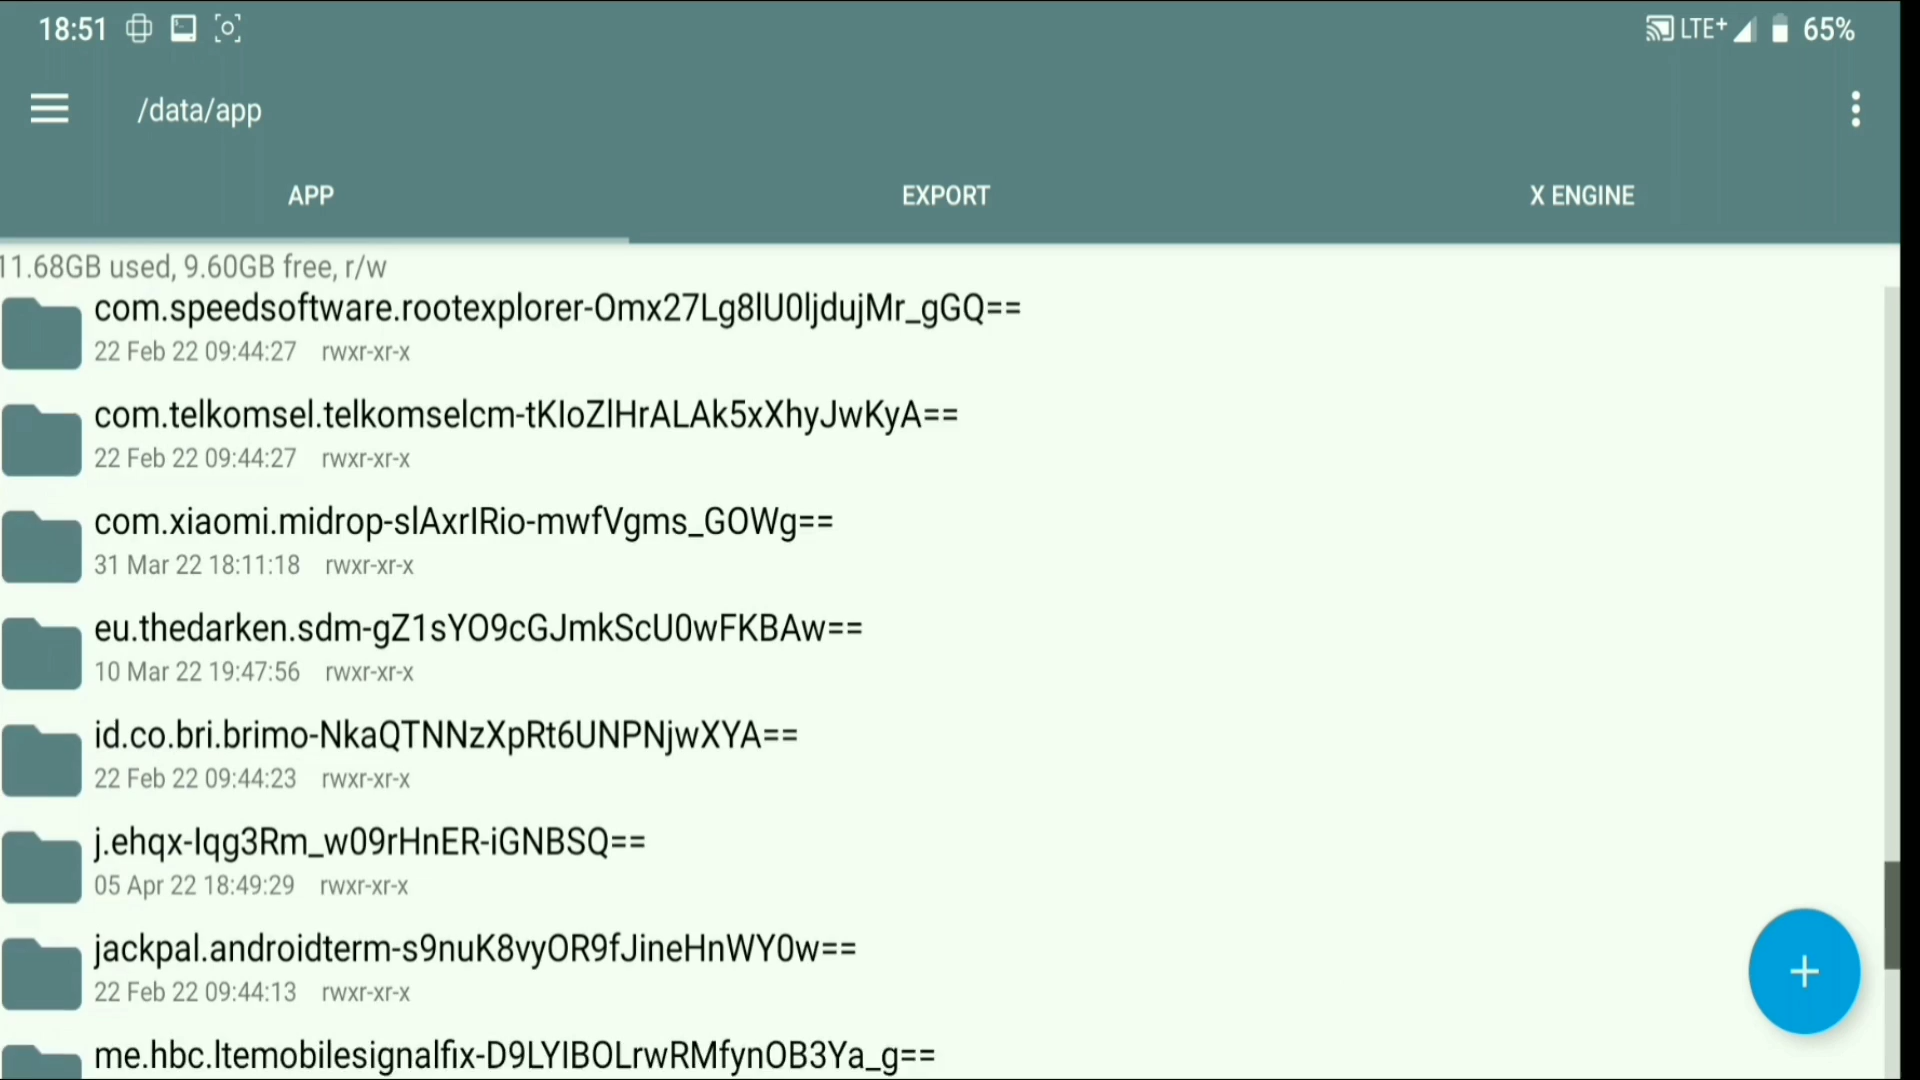 18:51 LTE+ 65%
/data/app
APP EXPORT X ENGINE
11.68GB used, 9.60GB free, r/w
com.speedsoftware.rootexplorer-Omx27Lg8lU0ljdujMr_gGQ==
22 Feb 22 09:44:27 rwxr-xr-x
com.telkomsel.telkomselcm-tKIoZlHrALAk5xXhyJwKyA==
22 Feb 22 09:44:27 rwxr-xr-x
com.xiaomi.midrop-slAxrIRio-mwfVgms_GOWg==
31 Mar 22 18:11:18 rwxr-xr-x
eu.thedarken.sdm-gZ1sYO9cGJmkScU0wFKBAw==
10 Mar 22 19:47:56 rwxr-xr-x
id.co.bri.brimo-NkaQTNNzXpRt6UNPNjwXYA==
22 Feb 22 09:44:23 rwxr-xr-x
j.ehqx-Iqg3Rm_w09rHnER-iGNBSQ==
05 Apr 22 18:49:29 rwxr-xr-x
jackpal.androidterm-s9nuK8vyOR9fJineHnWY0w==
22 Feb 22 09:44:13 rwxr-xr-x
me.hbc.ltemobilesignalfix-D9LYIBOLrwRMfynOB3Ya_g==